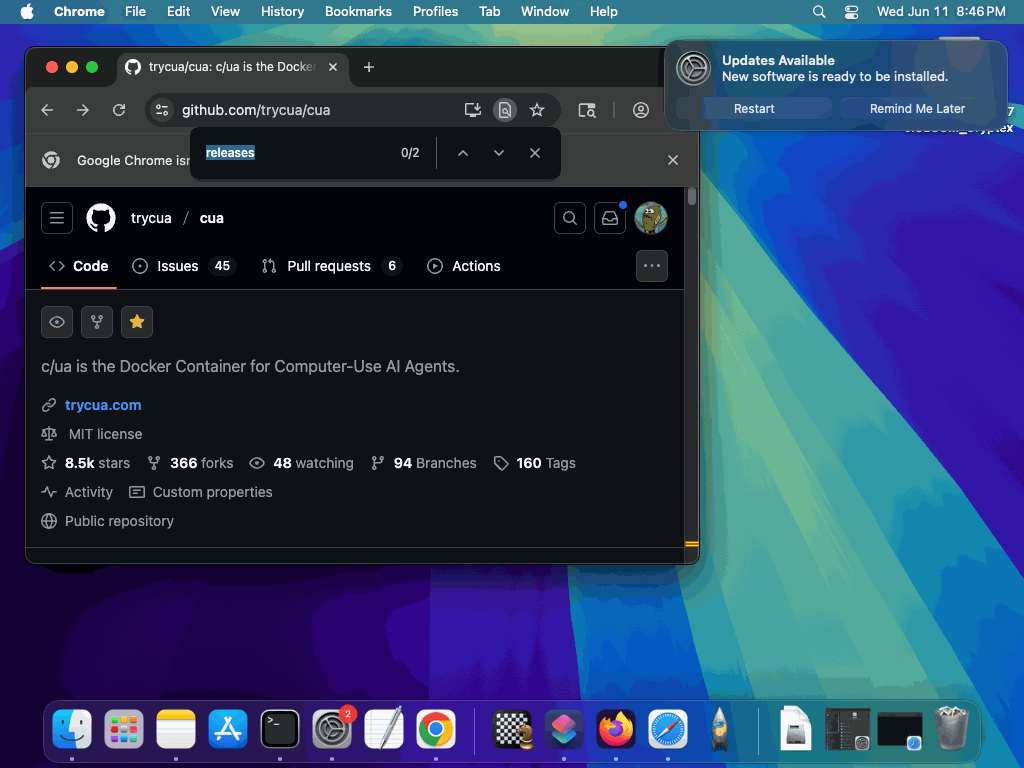 Chrome File Edit View History Bookmarks Profiles Tab Window Help Wed Jun 11 8:46 PM
Updates Available
New software is ready to be installed.
Restart Remind Me Later
trycua/cua: c/ua is the Docker
github.com/trycua/cua
Google Chrome isn
releases 0/2
trycua / cua
Code Issues 45 Pull requests 6 Actions
c/ua is the Docker Container for Computer-Use AI Agents.
trycua.com
MIT license
8.5k stars 366 forks 48 watching 94 Branches 160 Tags
Activity Custom properties
Public repository
2